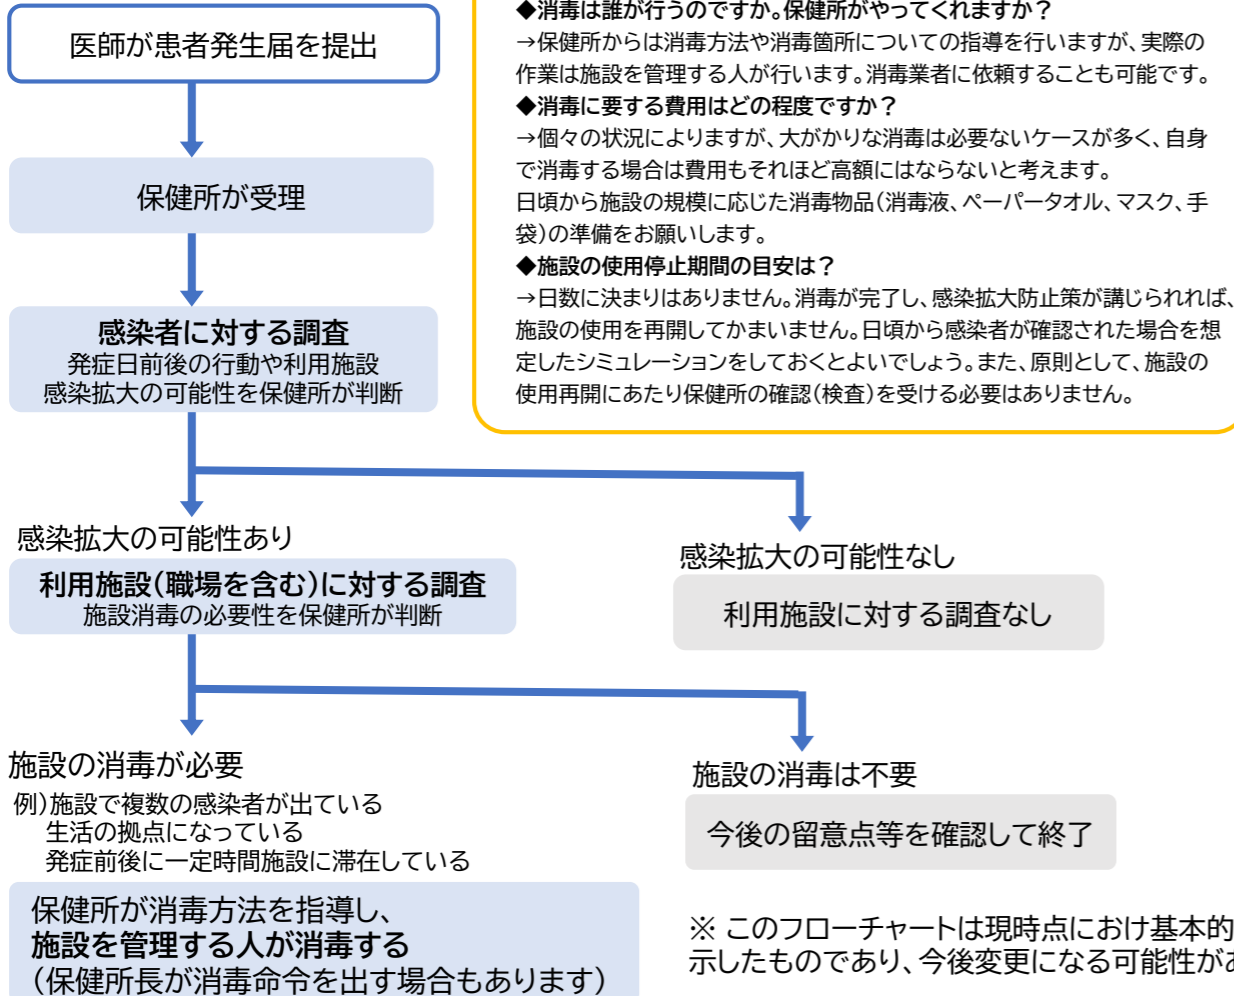 医師が患者発生届を提出
保健所が受理
感染者に対する調査
発症日前後の行動や利用施設
感染拡大の可能性を保健所が判断
◆消毒は誰が行うのですか。保健所がやってくれますか?
→保健所からは消毒方法や消毒箇所についての指導を行いますが、実際の
作業は施設を管理する人が行います。消毒業者に依頼することも可能です。
◆消毒に要する費用はどの程度ですか?
→個々の状況によりますが、大がかりな消毒は必要ないケースが多く、自身
で消毒する場合は費用もそれほど高額にはならないと考えます。
日頃から施設の規模に応じた消毒物品(消毒液、ペーパータオル、マスク、手
袋)の準備をお願いします。
◆施設の使用停止期間の目安は?
→日数に決まりはありません。消毒が完了し、感染拡大防止策が講じられれば、
施設の使用を再開してかまいません。日頃から感染者が確認された場合を想
定したシミュレーションをしておくとよいでしょう。また、原則として、施設の
使用再開にあたり保健所の確認(検査)を受ける必要はありません。
感染拡大の可能性あり
利用施設(職場を含む)に対する調査
施設消毒の必要性を保健所が判断
感染拡大の可能性なし
利用施設に対する調査なし
施設の消毒が必要
例)施設で複数の感染者が出ている
生活の拠点になっている
発症前後に一定時間施設に滞在している
保健所が消毒方法を指導し、
施設を管理する人が消毒する
(保健所長が消毒命令を出す場合もあります)
施設の消毒は不要
今後の留意点等を確認して終了
※ このフローチャートは現時点におけ基本的
示したものであり、今後変更になる可能性があ